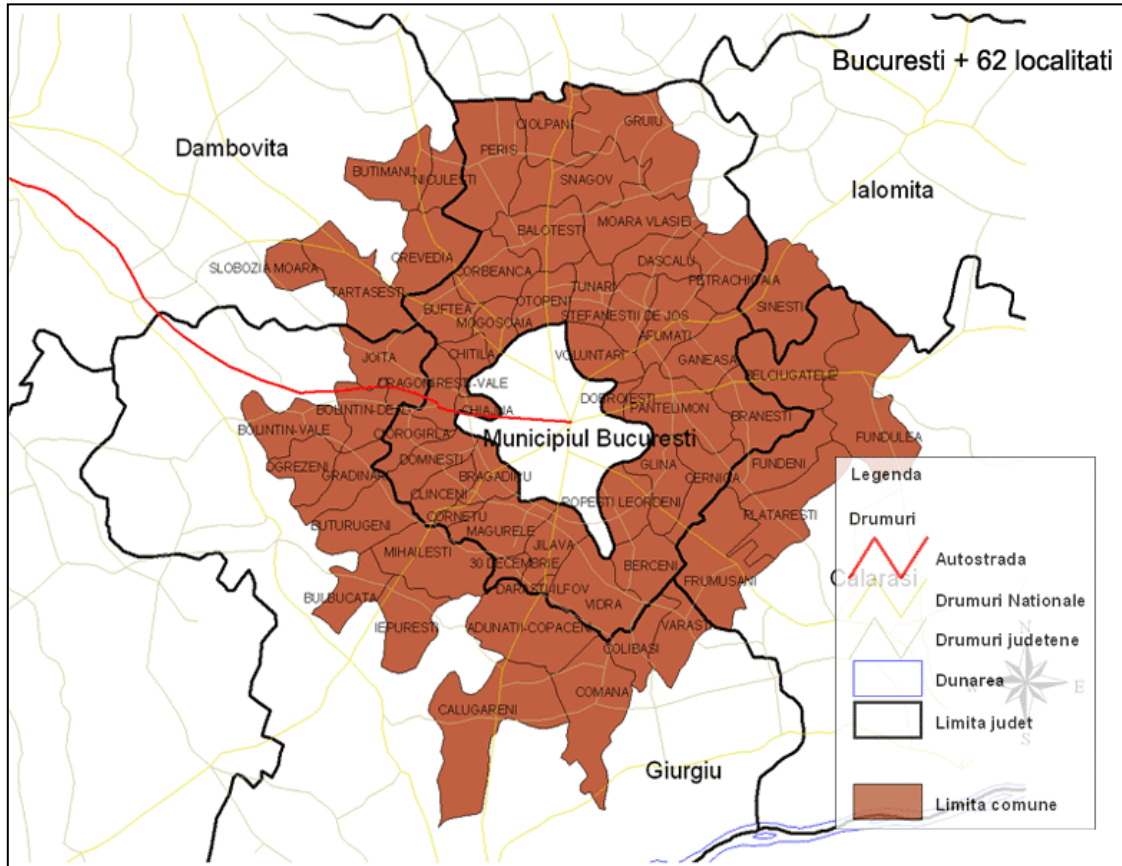 Bucuresti + 62 localitati
Dambovita
Ialomita
CIOLPANI
GRUIU
PERIS
BUTIMANU
NICULESTI
SNAGOV
MOARA VLASIEI
BALOTESTI
CREVEDIA
CORBEANCA
DASCALU
SLOBOZIA MOARA
PETRACHIOAIA
TARTASESTI
TUNARI
OTOPENI
SINESTI
BUFTEA
STEFANESTII DE JOS
MOGOSOAIA
AFUMATI
JOITA
CHITILA
VOLUNTARI
GANEASA
BELCIUGATELE
DRAGOMIRESTI-VALE
DOBROIESTI
BOLINTIN-DEAL
CHIAJNA
PANTELIMON
BRANESTI
BOLINTIN-VALE
CIOROGIRLA
Municipiul Bucuresti
FUNDULEA
OGREZENI
DOMNESTI
GLINA
FUNDENI
GRADINARI
BRAGADIRU
CERNICA
CLINCENI
POPESTI LEORDENI
BUTURUGENI
CORNETU
PLATARESTI
MAGURELE
MIHAILESTI
JILAVA
30 DECEMBRIE
BERCENI
FRUMUSANI
Calarasi
BULBUCATA
DARASTI-ILFOV
VIDRA
IEPURESTI
ADUNATII-COPACENI
VARASTI
COLIBASI
COMANA
CALUGARENI
Giurgiu
Legenda
Drumuri
Autostrada
Drumuri Nationale
Drumuri judetene
Dunarea
Limita judet
Limita comune
N
W
E
S